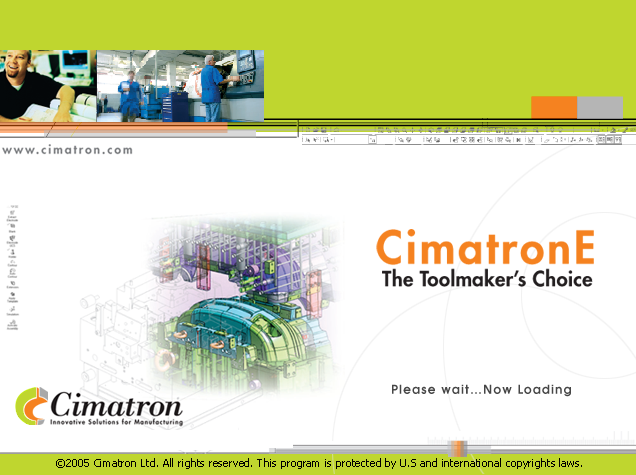 www.cimatron.com
CimatronE
The Toolmaker's Choice
Please wait...Now Loading
Cimatron
Innovative Solutions for Manufacturing
©2005 Cimatron Ltd. All rights reserved. This program is protected by U.S and international copyrights laws.